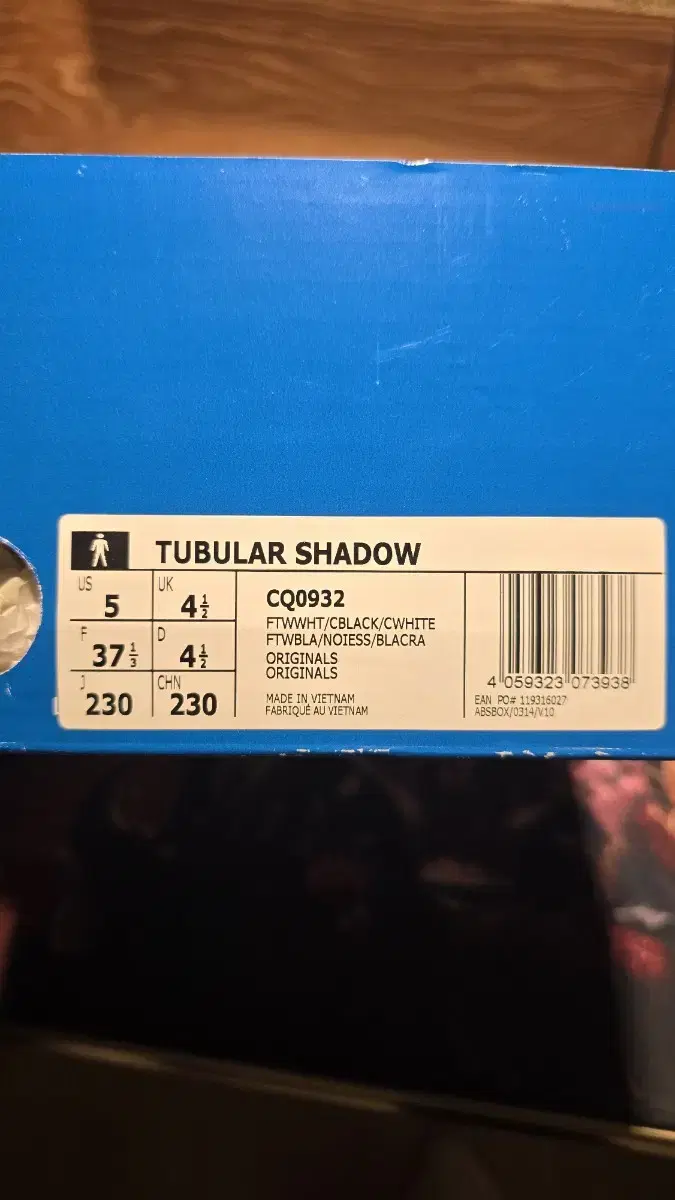 TUBULAR SHADOW
US 5
UK 4½
F 37⅓
D 4½
J 230
CHN 230
CQ0932
FTWWHT/CBLACK/CWHITE
FTWBLA/NOIESS/BLACRA
ORIGINALS
ORIGINALS
MADE IN VIETNAM
FABRIQUÉ AU VIETNAM
4 059323 073938
EAN PO# 119316027
ABSBOX/0314/V10